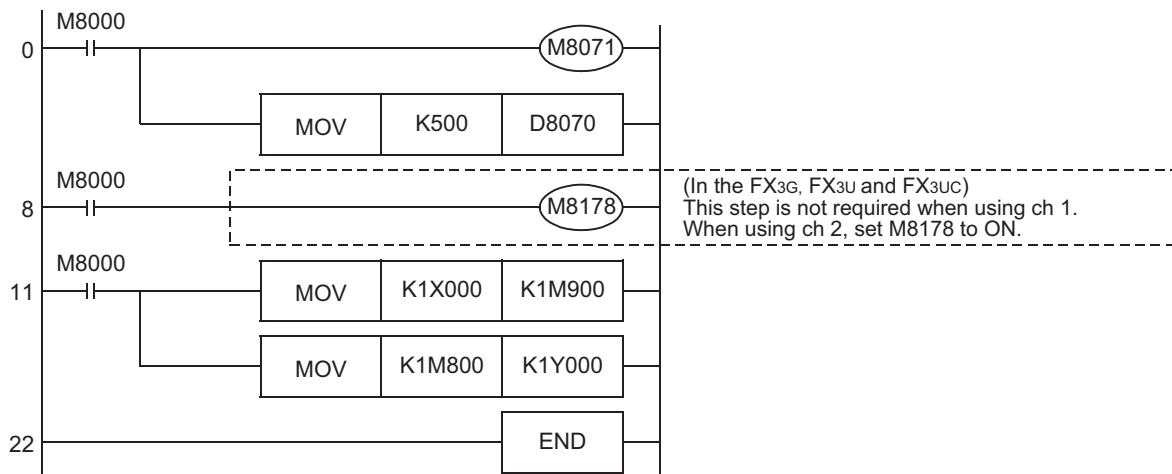 M8000
0
M8071
MOV K500 D8070
M8000
8
M8178
(In the FX3G, FX3U and FX3UC)
This step is not required when using ch 1.
When using ch 2, set M8178 to ON.
M8000
11
MOV K1X000 K1M900
MOV K1M800 K1Y000
22
END